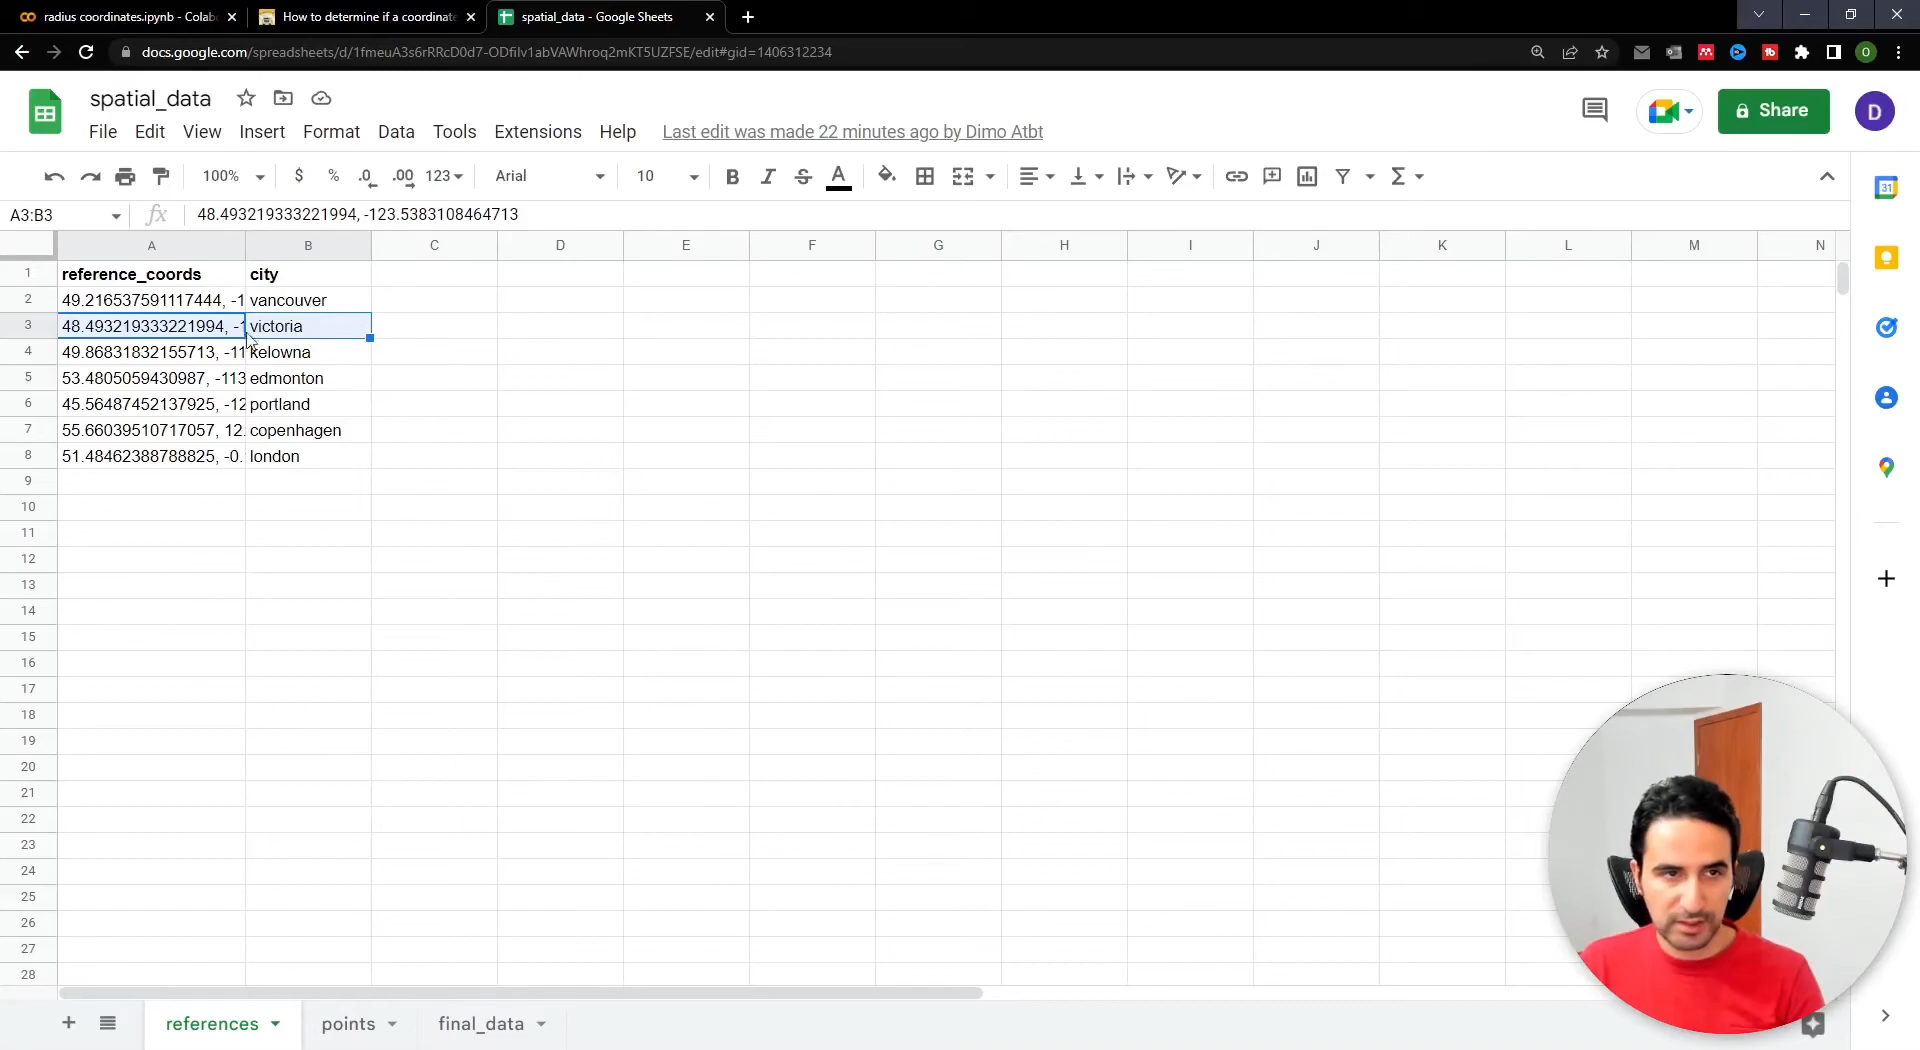 radius coordinates.ipynb - Colab
How to determine if a coordinate
spatial_data - Google Sheets
docs.google.com/spreadsheets/d/1fmeuA3s6rRRcD0d7-ODfilv1abVAWhroq2mKT5UZFSE/edit#gid=1406312234
spatial_data
File Edit View Insert Format Data Tools Extensions Help Last edit was made 22 minutes ago by Dimo Atbt
Share
D
100% $ % .0 .00 123 Arial 10 B I S A
A3:B3 fx 48.493219333221994, -123.5383108464713
A B C D E F G H I J K L M N
1 reference_coords city
2 49.216537591117444, -1 vancouver
3 48.493219333221994, -1 victoria
4 49.86831832155713, -11 kelowna
5 53.4805059430987, -113 edmonton
6 45.56487452137925, -12 portland
7 55.66039510717057, 12. copenhagen
8 51.48462388788825, -0. london
9
10
11
12
13
14
15
16
17
18
19
20
21
22
23
24
25
26
27
28
references points final_data